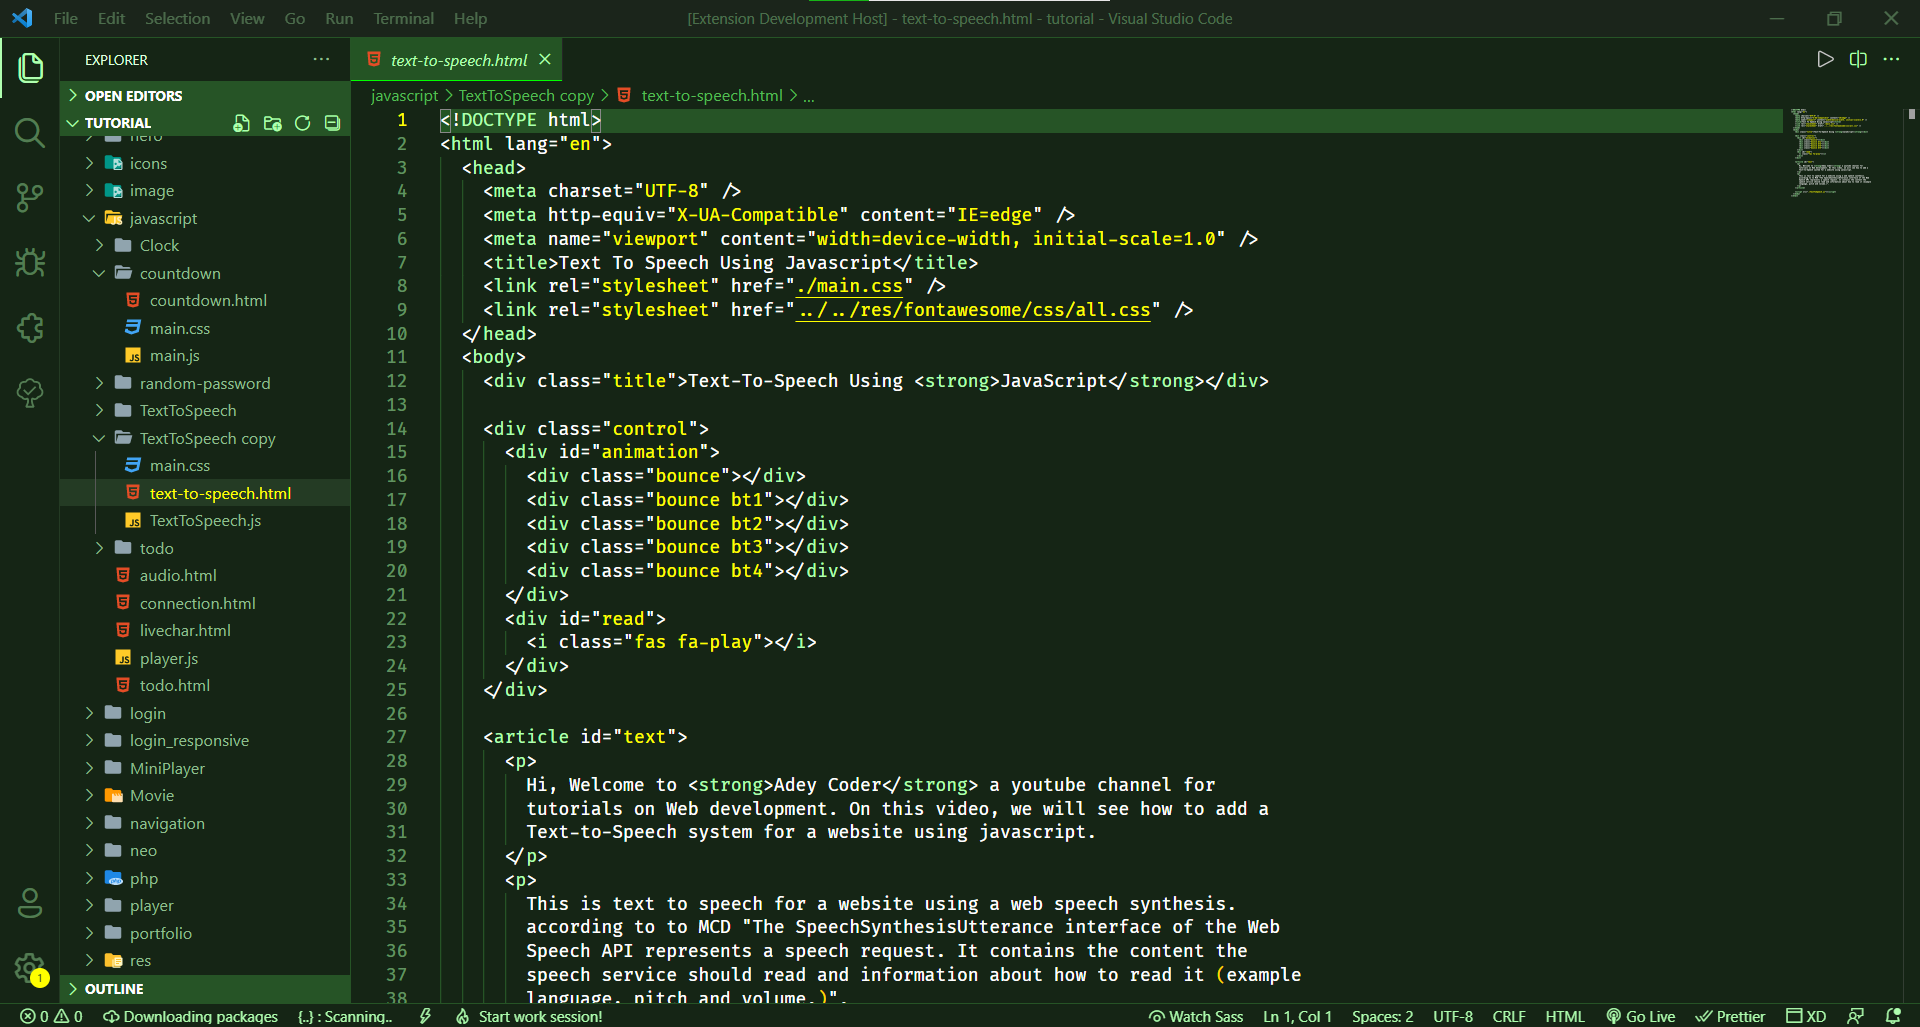 File Edit Selection View Go Run Terminal Help
[Extension Development Host] - text-to-speech.html - tutorial - Visual Studio Code
EXPLORER
OPEN EDITORS
TUTORIAL
hero
icons
image
javascript
Clock
countdown
countdown.html
main.css
main.js
random-password
TextToSpeech
TextToSpeech copy
main.css
text-to-speech.html
TextToSpeech.js
todo
audio.html
connection.html
livechar.html
player.js
todo.html
login
login_responsive
MiniPlayer
Movie
navigation
neo
php
player
portfolio
res
OUTLINE
1
text-to-speech.html
javascript > TextToSpeech copy > text-to-speech.html > ...
1 <!DOCTYPE html>
2 <html lang="en">
3 <head>
4 <meta charset="UTF-8" />
5 <meta http-equiv="X-UA-Compatible" content="IE=edge" />
6 <meta name="viewport" content="width=device-width, initial-scale=1.0" />
7 <title>Text To Speech Using Javascript</title>
8 <link rel="stylesheet" href="./main.css" />
9 <link rel="stylesheet" href="../../res/fontawesome/css/all.css" />
10 </head>
11 <body>
12 <div class="title">Text-To-Speech Using <strong>JavaScript</strong></div>
13
14 <div class="control">
15 <div id="animation">
16 <div class="bounce"></div>
17 <div class="bounce bt1"></div>
18 <div class="bounce bt2"></div>
19 <div class="bounce bt3"></div>
20 <div class="bounce bt4"></div>
21 </div>
22 <div id="read">
23 <i class="fas fa-play"></i>
24 </div>
25 </div>
26
27 <article id="text">
28 <p>
29 Hi, Welcome to <strong>Adey Coder</strong> a youtube channel for
30 tutorials on Web development. On this video, we will see how to add a
31 Text-to-Speech system for a website using javascript.
32 </p>
33 <p>
34 This is text to speech for a website using a web speech synthesis.
35 according to to MCD "The SpeechSynthesisUtterance interface of the Web
36 Speech API represents a speech request. It contains the content the
37 speech service should read and information about how to read it (example
38 language, pitch and volume.)".
0 0 Downloading packages {..} : Scanning.. Start work session! Watch Sass Ln 1, Col 1 Spaces: 2 UTF-8 CRLF HTML Go Live Prettier XD